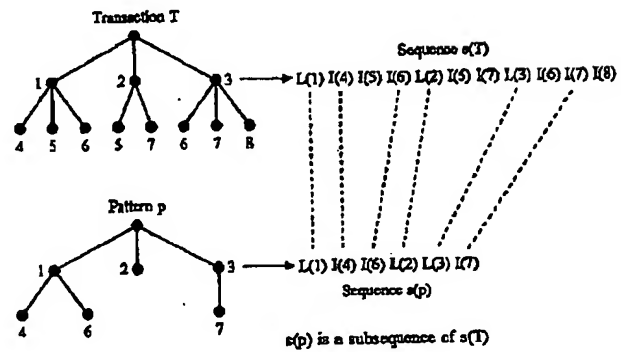 Transaction T
Sequence s(T)
1 2 3
L(1) I(4) I(5) I(6) L(2) I(5) I(7) L(3) I(6) I(7) I(8)
4 5 6 5 7 6 7 8
Pattern p
1 2 3
L(1) I(4) I(6) L(2) L(3) I(7)
Sequence s(p)
4 6 7
s(p) is a subsequence of s(T)